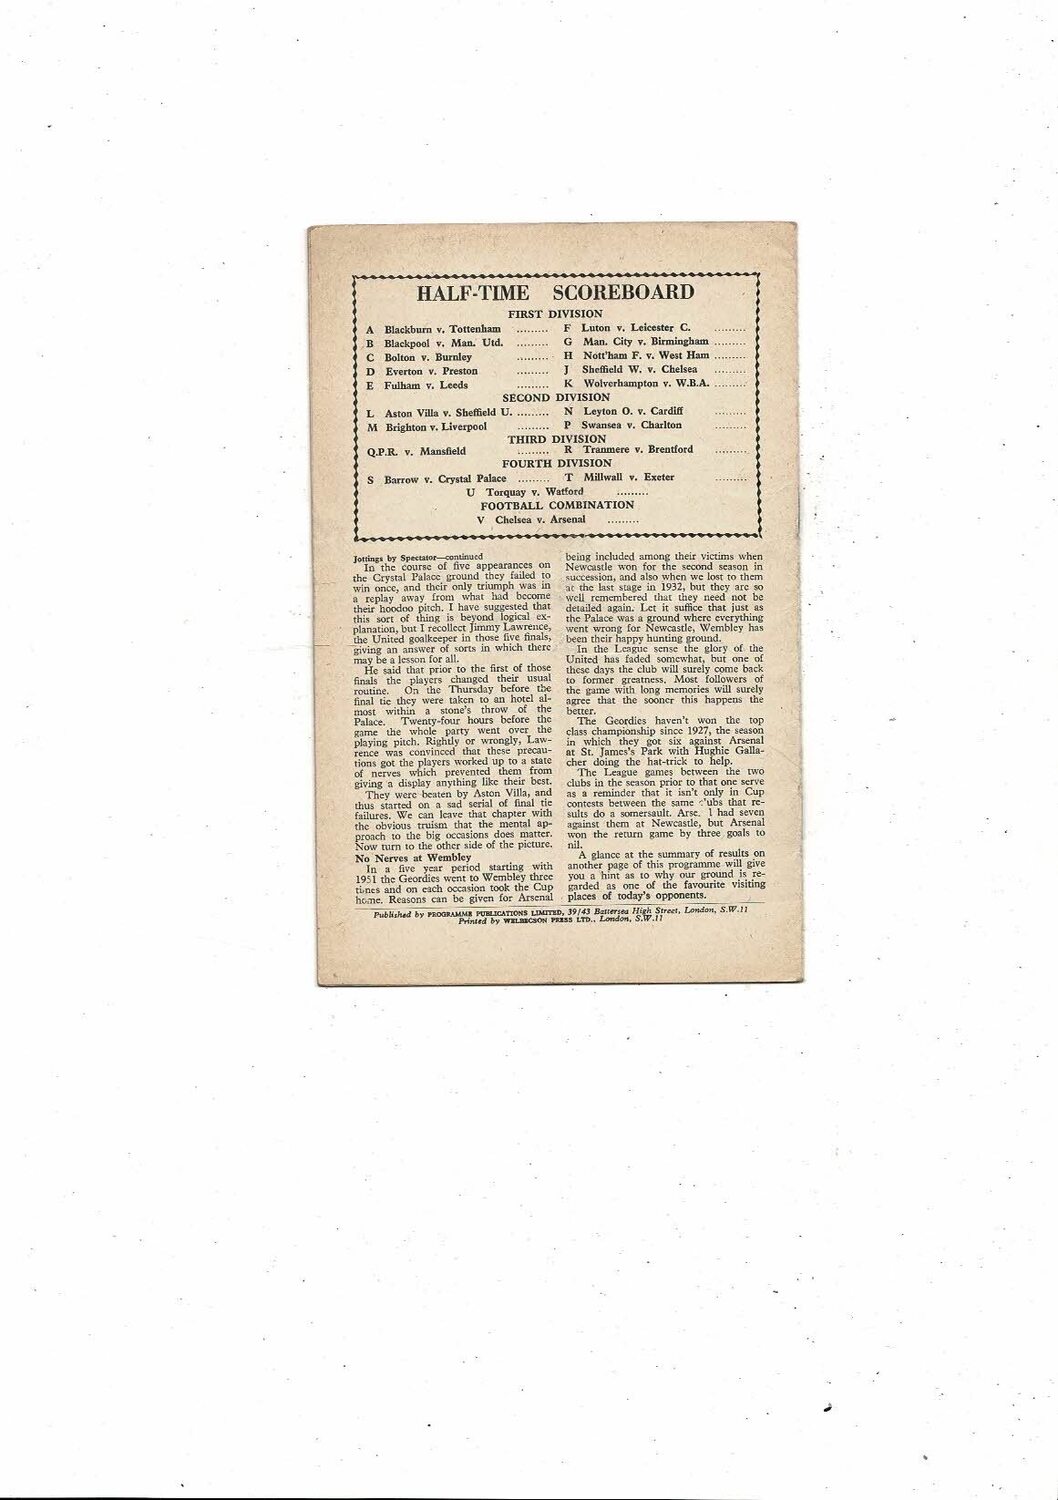 HALF-TIME SCOREBOARD
FIRST DIVISION
A Blackburn v. Tottenham ......... F Luton v. Leicester C. .........
B Blackpool v. Man. Utd. ......... G Man. City v. Birmingham .........
C Bolton v. Burnley ......... H Nott'ham F. v. West Ham .........
D Everton v. Preston ......... J Sheffield W. v. Chelsea .........
E Fulham v. Leeds ......... K Wolverhampton v. W.B.A. .........
SECOND DIVISION
L Aston Villa v. Sheffield U. ......... N Leyton O. v. Cardiff .........
M Brighton v. Liverpool ......... P Swansea v. Charlton .........
THIRD DIVISION
Q.P.R. v. Mansfield ......... R Tranmere v. Brentford .........
FOURTH DIVISION
S Barrow v. Crystal Palace ......... T Millwall v. Exeter .........
U Torquay v. Watford .........
FOOTBALL COMBINATION
V Chelsea v. Arsenal .........
Jottings by Spectator—continued
In the course of five appearances on
the Crystal Palace ground they failed to
win once, and their only triumph was in
a replay away from what had become
their hoodoo pitch. I have suggested that
this sort of thing is beyond logical ex-
planation, but I recollect Jimmy Lawrence,
the United goalkeeper in those five finals,
giving an answer of sorts in which there
may be a lesson for all.
He said that prior to the first of those
finals the players changed their usual
routine. On the Thursday before the
final tie they were taken to an hotel al-
most within a stone's throw of the
Palace. Twenty-four hours before the
game the whole party went over the
playing pitch. Rightly or wrongly, Law-
rence was convinced that these precau-
tions got the players worked up to a state
of nerves which prevented them from
giving a display anything like their best.
They were beaten by Aston Villa, and
thus started on a sad serial of final tie
failures. We can leave that chapter with
the obvious truism that the mental ap-
proach to the big occasions does matter.
Now turn to the other side of the picture.
No Nerves at Wembley
In a five year period starting with
1951 the Geordies went to Wembley three
times and on each occasion took the Cup
home. Reasons can be given for Arsenal
being included among their victims when
Newcastle won for the second season in
succession, and also when we lost to them
at the last stage in 1932, but they are so
well remembered that they need not be
detailed again. Let it suffice that just as
the Palace was a ground where everything
went wrong for Newcastle, Wembley has
been their happy hunting ground.
In the League sense the glory of the
United has faded somewhat, but one of
these days the club will surely come back
to former greatness. Most followers of
the game with long memories will surely
agree that the sooner this happens the
better.
The Geordies haven't won the top
class championship since 1927, the season
in which they got six against Arsenal
at St. James's Park with Hughie Galla-
cher doing the hat-trick to help.
The League games between the two
clubs in the season prior to that one serve
as a reminder that it isn't only in Cup
contests between the same that re-
sults do a somersault. had seven
against them at Newcastle, but Arsenal
won the return game by three goals to
nil.
A glance at the summary of results on
another page of this programme will give
you a hint as to why our ground is re-
garded as one of the favourite visiting
places of today's opponents.
Published by PROGRAMME PUBLICATIONS LIMITED, 39/43 Battersea High Street, London, S.W.11
Printed by WELBECSON PRESS LTD., London, S.W.11